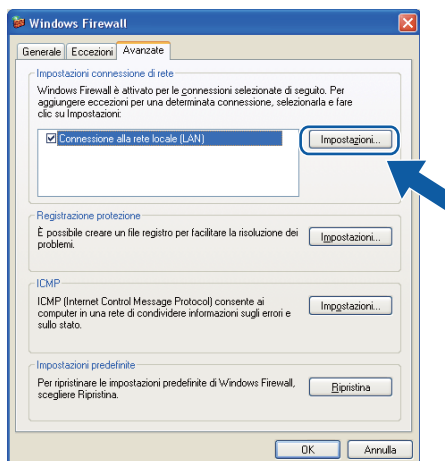 Windows Firewall
Generale Eccezioni Avanzate
Impostazioni connessione di rete
Windows Firewall è attivato per le connessioni selezionate di seguito. Per
aggiungere eccezioni per una determinata connessione, selezionarla e fare
clic su Impostazioni:
Connessione alla rete locale (LAN)
Impostazioni...
Registrazione protezione
È possibile creare un file registro per facilitare la risoluzione dei
problemi.
Impostazioni...
ICMP
ICMP (Internet Control Message Protocol) consente ai
computer in una rete di condividere informazioni sugli errori e
sullo stato.
Impostazioni...
Impostazioni predefinite
Per ripristinare le impostazioni predefinite di Windows Firewall,
scegliere Ripristina.
Ripristina
OK Annulla